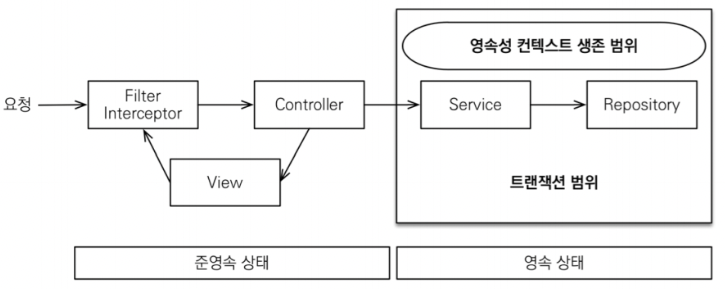 영속성 컨텍스트 생존 범위
요청
Filter
Interceptor
Controller
Service
Repository
View
트랜잭션 범위
준영속 상태
영속 상태